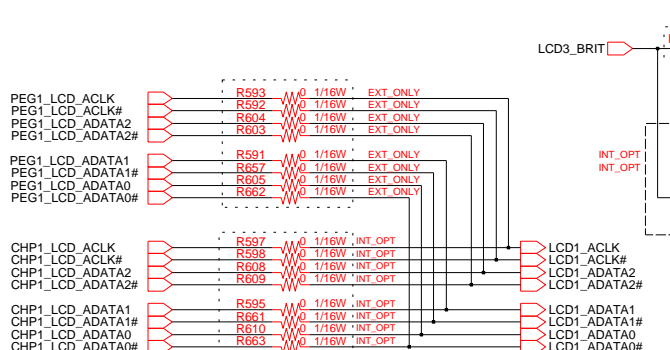 LCD3_BRIT
PEG1_LCD_ACLK R593 0 1/16W EXT_ONLY
PEG1_LCD_ACLK# R592 0 1/16W EXT_ONLY
PEG1_LCD_ADATA2 R604 0 1/16W EXT_ONLY
PEG1_LCD_ADATA2# R603 0 1/16W EXT_ONLY
PEG1_LCD_ADATA1 R591 0 1/16W EXT_ONLY INT_OPT
PEG1_LCD_ADATA1# R657 0 1/16W EXT_ONLY INT_OPT
PEG1_LCD_ADATA0 R605 0 1/16W EXT_ONLY
PEG1_LCD_ADATA0# R662 0 1/16W EXT_ONLY
CHP1_LCD_ACLK R597 0 1/16W INT_OPT LCD1_ACLK
CHP1_LCD_ACLK# R598 0 1/16W INT_OPT LCD1_ACLK#
CHP1_LCD_ADATA2 R608 0 1/16W INT_OPT LCD1_ADATA2
CHP1_LCD_ADATA2# R609 0 1/16W INT_OPT LCD1_ADATA2#
CHP1_LCD_ADATA1 R595 0 1/16W INT_OPT LCD1_ADATA1
CHP1_LCD_ADATA1# R661 0 1/16W INT_OPT LCD1_ADATA1#
CHP1_LCD_ADATA0 R610 0 1/16W INT_OPT LCD1_ADATA0
CHP1_LCD_ADATA0# R663 0 1/16W INT_OPT LCD1_ADATA0#